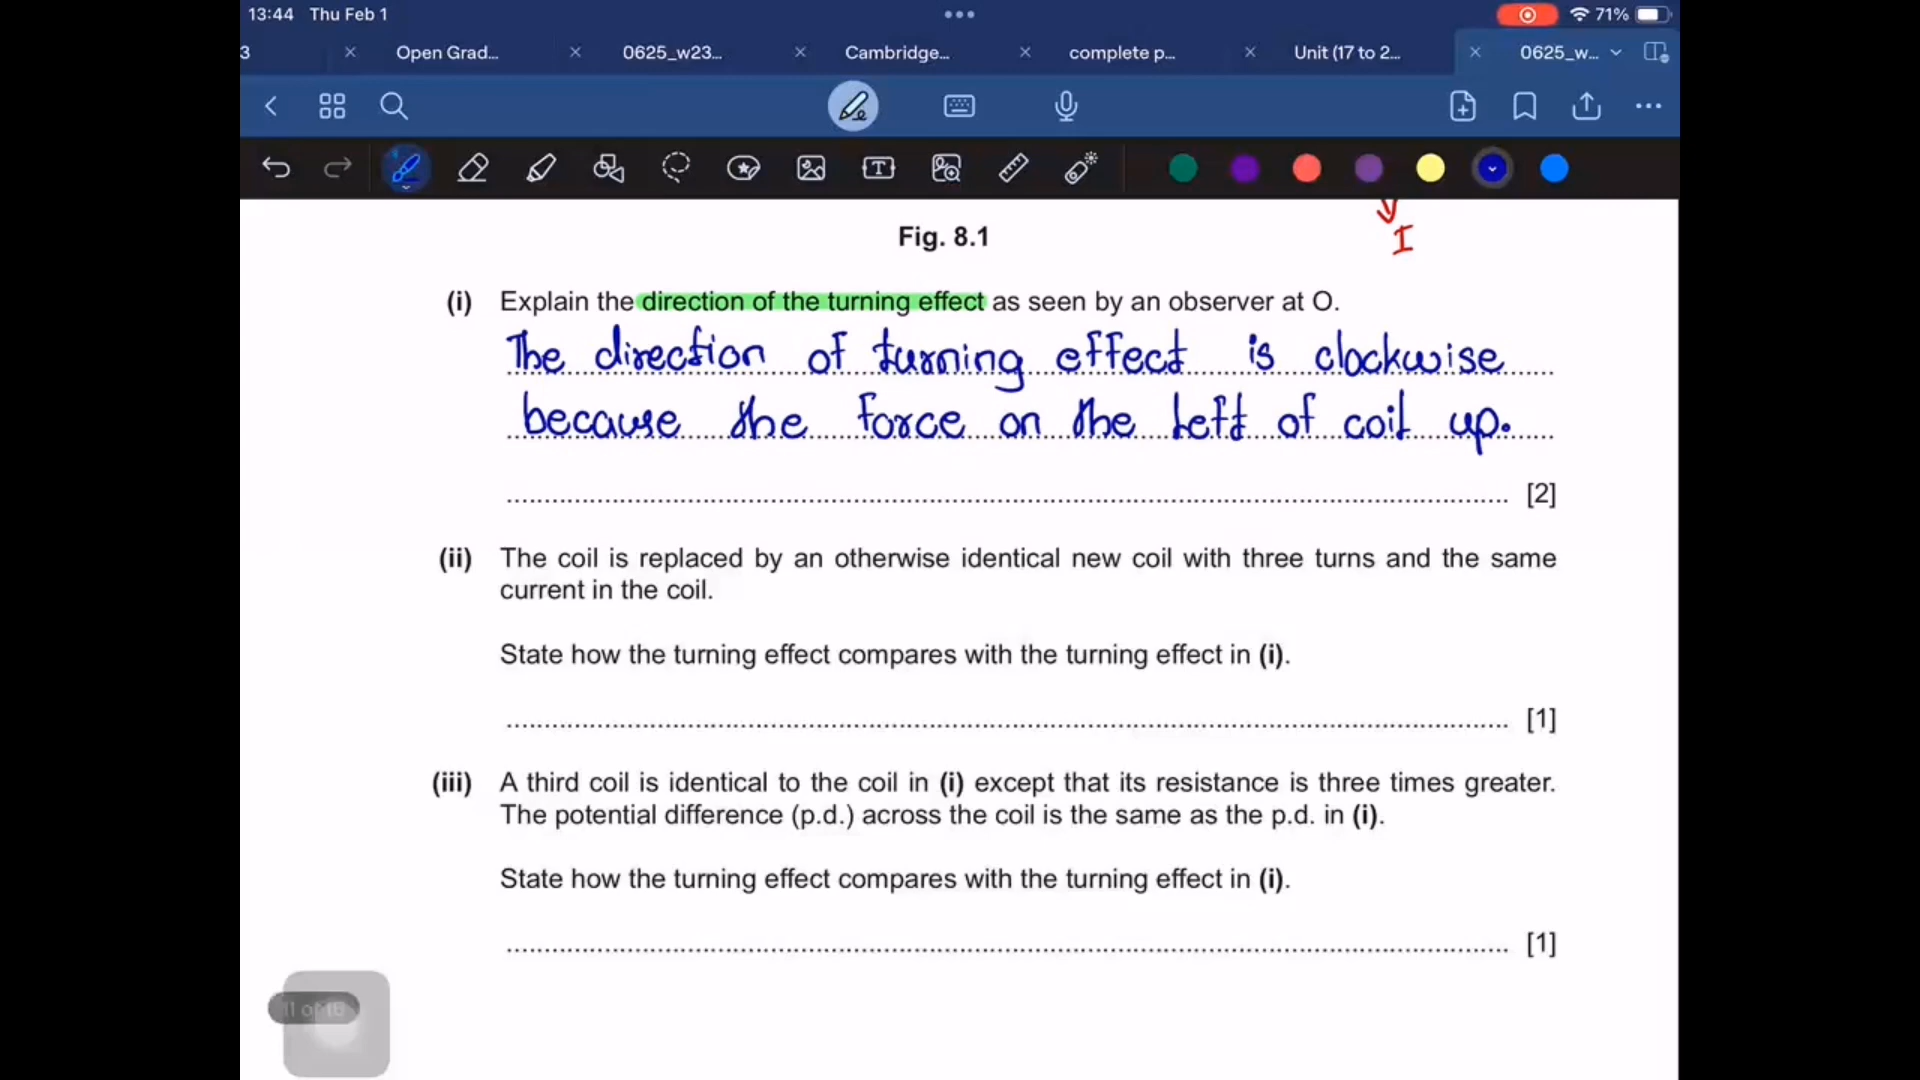 13:44 Thu Feb 1
71%
3 Open Grad... 0625_w23... Cambridge... complete p... Unit (17 to 2... 0625_w...
I
Fig. 8.1
(i) Explain the direction of the turning effect as seen by an observer at O.
The direction of turning effect is clockwise
because the force on the left of coil up.
[2]
(ii) The coil is replaced by an otherwise identical new coil with three turns and the same
current in the coil.
State how the turning effect compares with the turning effect in (i).
[1]
(iii) A third coil is identical to the coil in (i) except that its resistance is three times greater.
The potential difference (p.d.) across the coil is the same as the p.d. in (i).
State how the turning effect compares with the turning effect in (i).
[1]
11 of 16